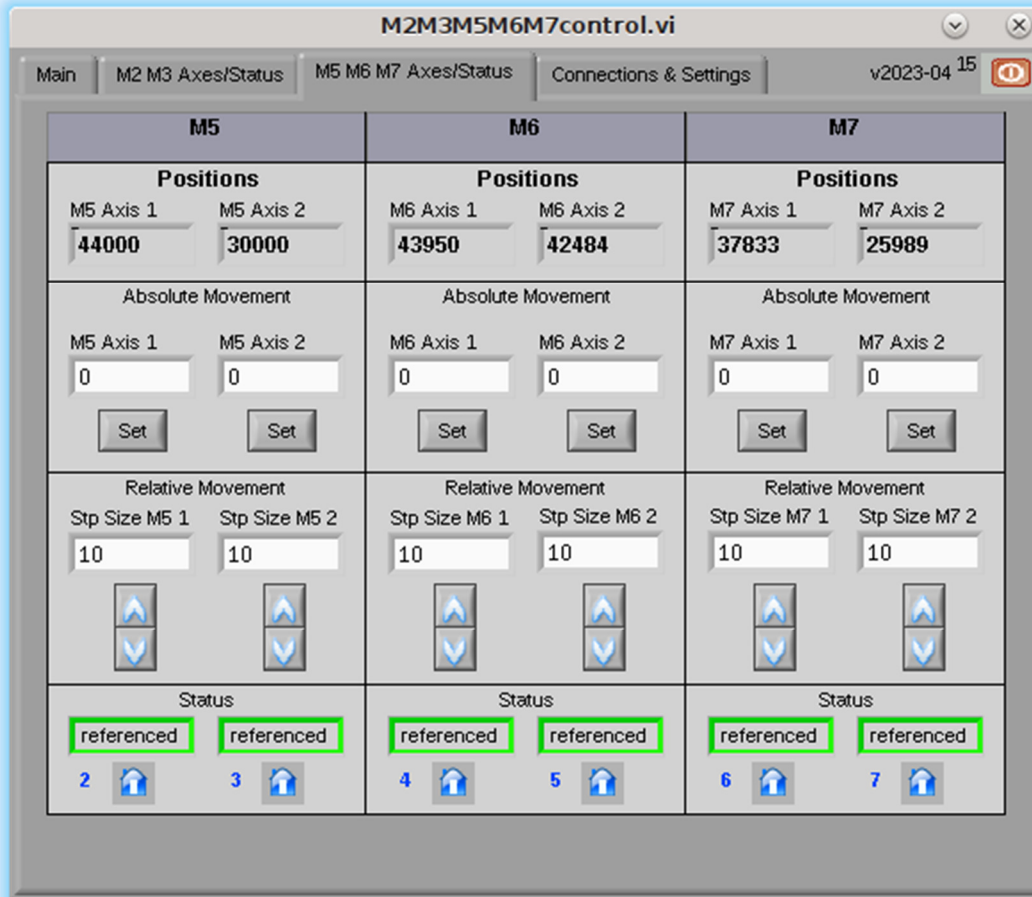 M2M3M5M6M7control.vi
Main M2 M3 Axes/Status M5 M6 M7 Axes/Status Connections & Settings v2023-04 15
M5 M6 M7
Positions Positions Positions
M5 Axis 1 M5 Axis 2 M6 Axis 1 M6 Axis 2 M7 Axis 1 M7 Axis 2
44000 30000 43950 42484 37833 25989
Absolute Movement Absolute Movement Absolute Movement
M5 Axis 1 M5 Axis 2 M6 Axis 1 M6 Axis 2 M7 Axis 1 M7 Axis 2
0 0 0 0 0 0
Set Set Set Set Set Set
Relative Movement Relative Movement Relative Movement
Stp Size M5 1 Stp Size M5 2 Stp Size M6 1 Stp Size M6 2 Stp Size M7 1 Stp Size M7 2
10 10 10 10 10 10
Status Status Status
referenced referenced referenced referenced referenced referenced
2 3 4 5 6 7